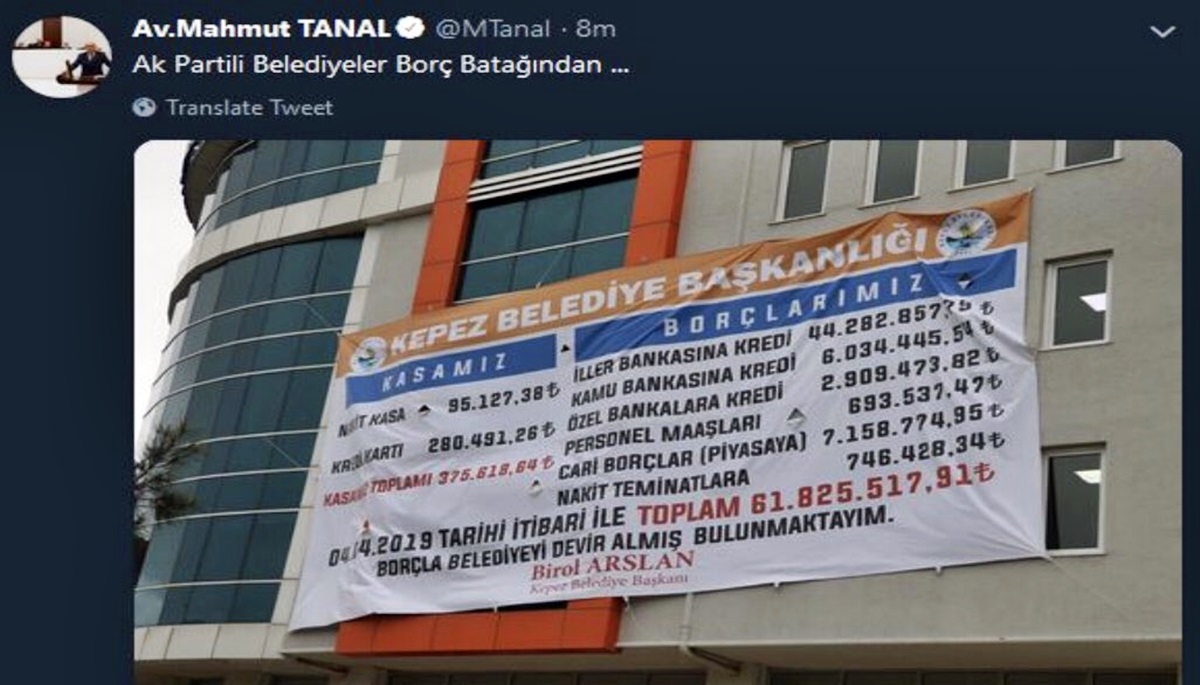 Av.Mahmut TANAL @MTanal · 8m
Ak Partili Belediyeler Borç Batağından ...
Translate Tweet
KEPEZ BELEDİYE BAŞKANLIĞI
KASAMIZ
NAKİT KASA 95.127,38₺
KREDİ KARTI 280.491,26₺
KASANIN TOPLAMI 375.618,64₺
BORÇLARIMIZ
İLLER BANKASINA KREDİ 44.282.857,79₺
KAMU BANKASINA KREDİ 6.034.445,54₺
ÖZEL BANKALARA KREDİ 2.909.473,82₺
PERSONEL MAAŞLARI 693.537,47₺
CARİ BORÇLAR (PİYASAYA) 7.158.774,95₺
NAKİT TEMİNATLARA 746.428,34₺
04.04.2019 TARİHİ İTİBARİ İLE TOPLAM 61.825.517,91₺
BORÇLA BELEDİYEYİ DEVİR ALMIŞ BULUNMAKTAYIM.
Birol ARSLAN
Kepez Belediye Başkanı